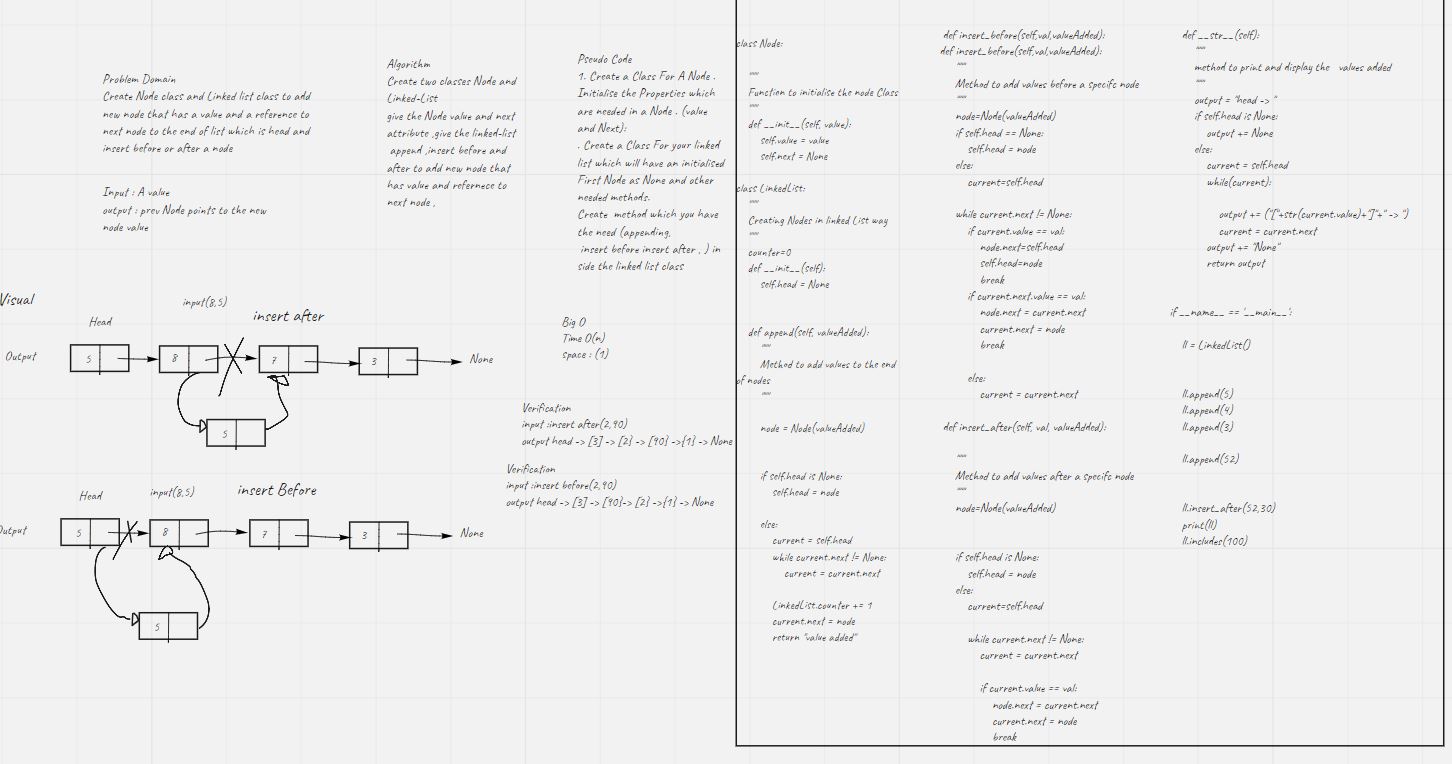 Problem Domain
Create Node class and Linked list class to add
new node that has a value and a reference to
next node to the end of list which is head and
insert before or after a node
Input : A value
output : prev Node points to the new
node value
Algorithm
Create two classes Node and
Linked-List
give the Node value and next
attribute ,give the linked-list
append ,insert before and
after to add new node that
has value and refernece to
next node ,
Psudo Code
1. Create a Class For A Node .
Initialise the Properties which
are needed in a Node . (value
and Next):
. Create a Class For your linked
list which will have an initialised
First Node as None and other
needed methods.
Create method which you have
the need (appending,
insert before insert after , ) in
side the linked list class
Visual
input(8,5)
insert after
Head
Output
5
8
7
3
None
5
Big O
Time O(n)
space : (1)
Verification
input :insert after(2,90)
output head -> [3] -> {2} -> [90] ->{1} -> None
Verification
input :insert before(2,90)
output head -> [3] -> [90}-> {2} ->{1} -> None
Head
input(8,5)
insert Before
Output
5
8
7
3
None
5
class Node:
"""
Function to initialise the node Class
"""
def __init__(self, value):
self.value = value
self.next = None
class LinkedList:
"""
Creating Nodes in linked List way
"""
counter=0
def __init__(self):
self.head = None
def append(self, valueAdded):
"""
Method to add values to the end
of nodes
"""
node = Node(valueAdded)
if self.head is None:
self.head = node
else:
current = self.head
while current.next != None:
current = current.next
LinkedList.counter += 1
current.next = node
return "value added"
def insert_before(self,val,valueAdded):
def insert_before(self,val,valueAdded):
"""
Method to add values before a specific node
"""
node=Node(valueAdded)
if self.head == None:
self.head = node
else:
current=self.head
while current.next != None:
if current.value == val:
node.next=self.head
self.head=node
break
if current.next.value == val:
node.next = current.next
current.next = node
break
else:
current = current.next
def insert_after(self, val, valueAdded):
"""
Method to add values after a specifc node
"""
node=Node(valueAdded)
if self.head is None:
self.head = node
else:
current=self.head
while current.next != None:
current = current.next
if current.value == val:
node.next = current.next
current.next = node
break
def __str__(self):
"""
method to print and display the values added
"""
output = "head -> "
if self.head is None:
output += None
else:
current = self.head
while(current):
output += ("["+str(current.value)+"]"+" -> ")
current = current.next
output += "None"
return output
if __name__ == '__main__':
ll = LinkedList()
ll.append(5)
ll.append(4)
ll.append(3)
ll.append(52)
ll.insert_after(52,30)
print(ll)
ll.includes(100)